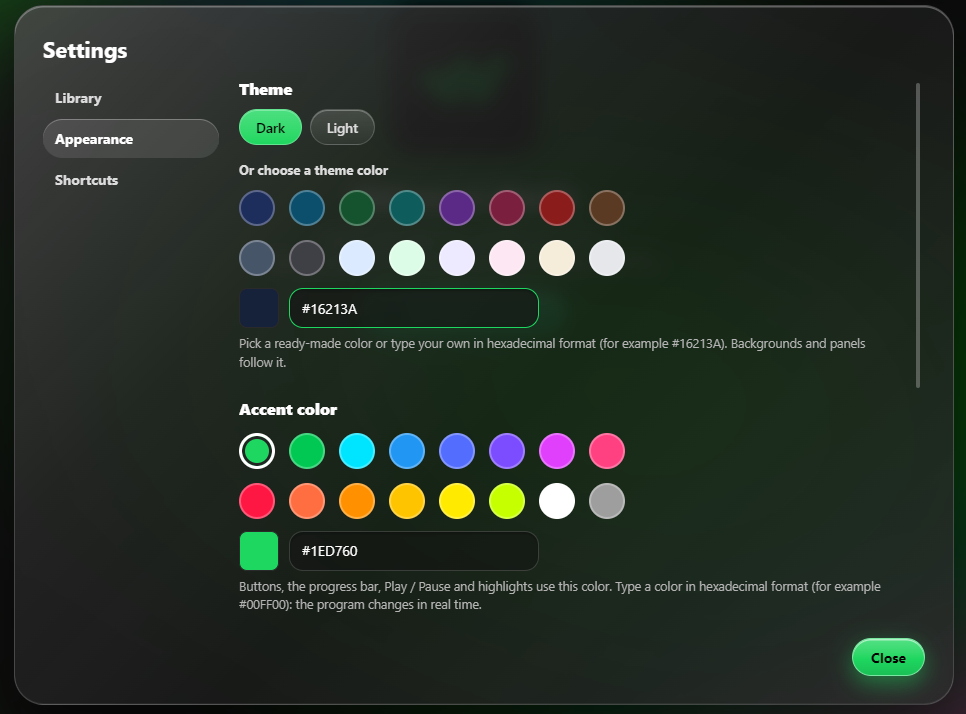 Settings
Library
Appearance
Shortcuts
Theme
Dark
Light
Or choose a theme color
#16213A
Pick a ready-made color or type your own in hexadecimal format (for example #16213A). Backgrounds and panels
follow it.
Accent color
#1ED760
Buttons, the progress bar, Play / Pause and highlights use this color. Type a color in hexadecimal format (for example
#00FF00): the program changes in real time.
Close